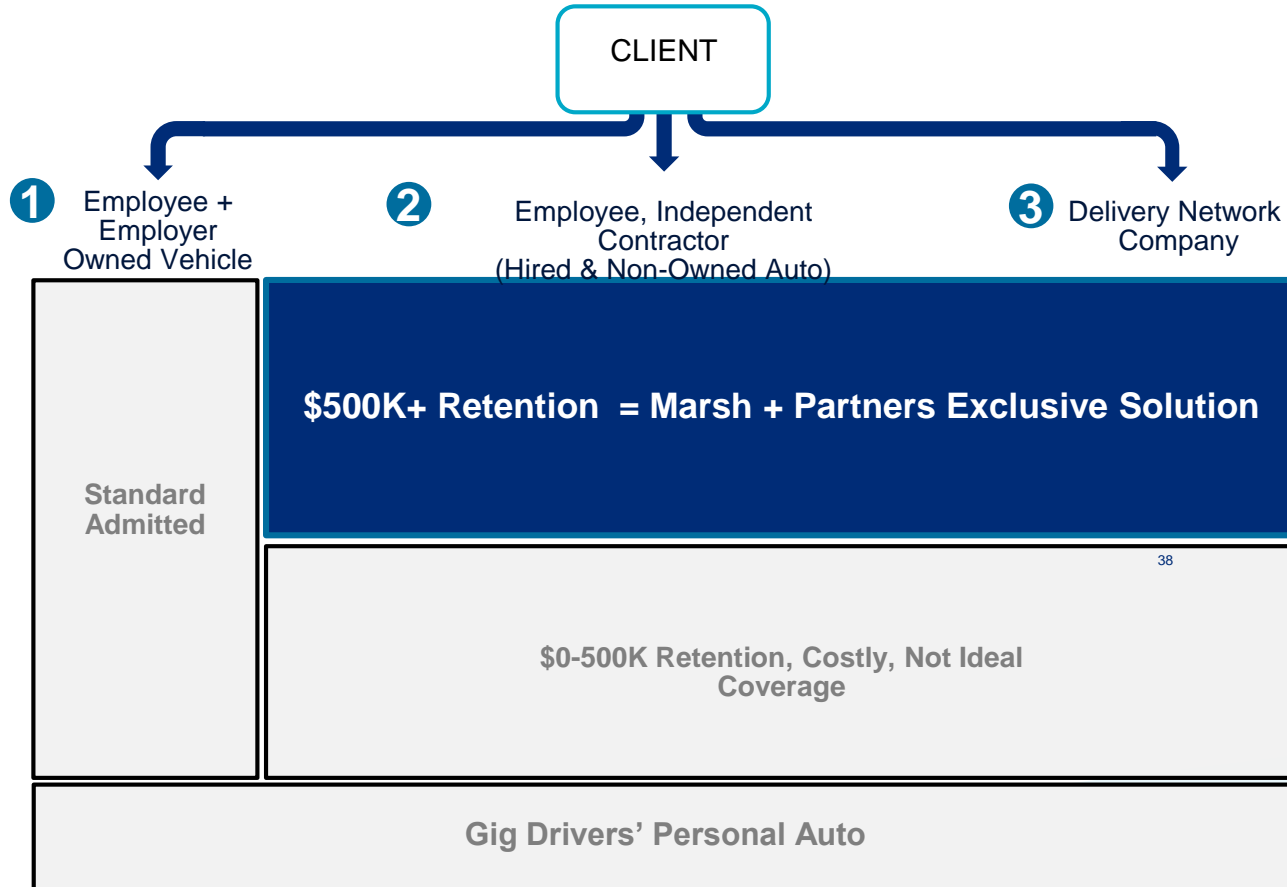 CLIENT
1
Employee +
Employer
Owned Vehicle
2
Employee, Independent
Contractor
(Hired & Non-Owned Auto)
3
Delivery Network
Company
Standard
Admitted
$500K+ Retention = Marsh + Partners Exclusive Solution
38
$0-500K Retention, Costly, Not Ideal
Coverage
Gig Drivers’ Personal Auto